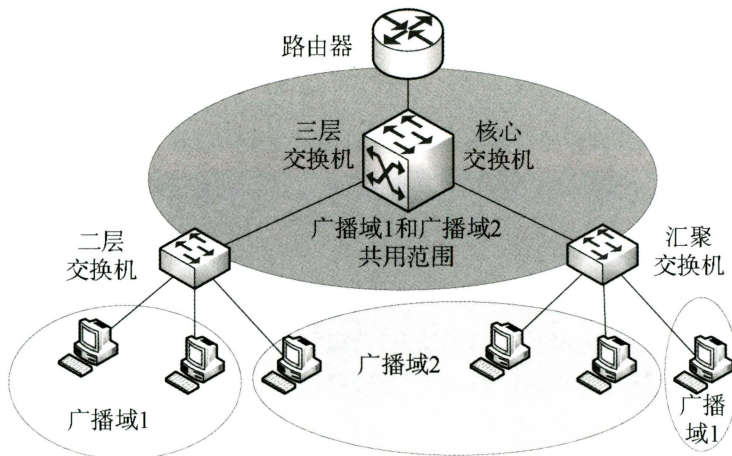 路由器
三层
交换机
核心
交换机
广播域1和广播域2
共用范围
二层
交换机
汇聚
交换机
广播域1
广播域2
广播
域1